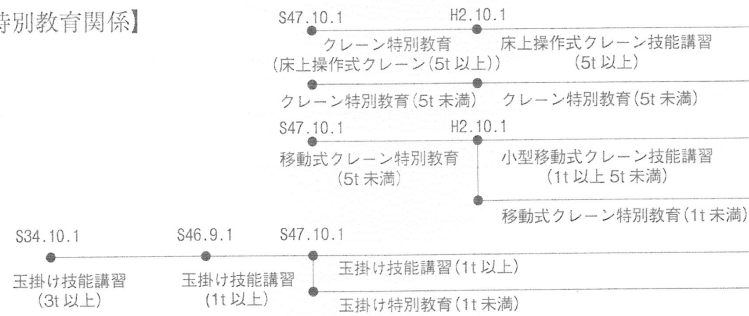 特別教育関係】
S47.10.1 H2.10.1
クレーン特別教育 床上操作式クレーン技能講習
(床上操作式クレーン(5t以上)) (5t以上)
クレーン特別教育(5t未満) クレーン特別教育(5t未満)
S47.10.1 H2.10.1
移動式クレーン特別教育 小型移動式クレーン技能講習
(5t未満) (1t以上5t未満)
移動式クレーン特別教育(1t未満)
S34.10.1 S46.9.1 S47.10.1
玉掛け技能講習(1t以上)
玉掛け技能講習 玉掛け技能講習
(3t以上) (1t以上)
玉掛け特別教育(1t未満)